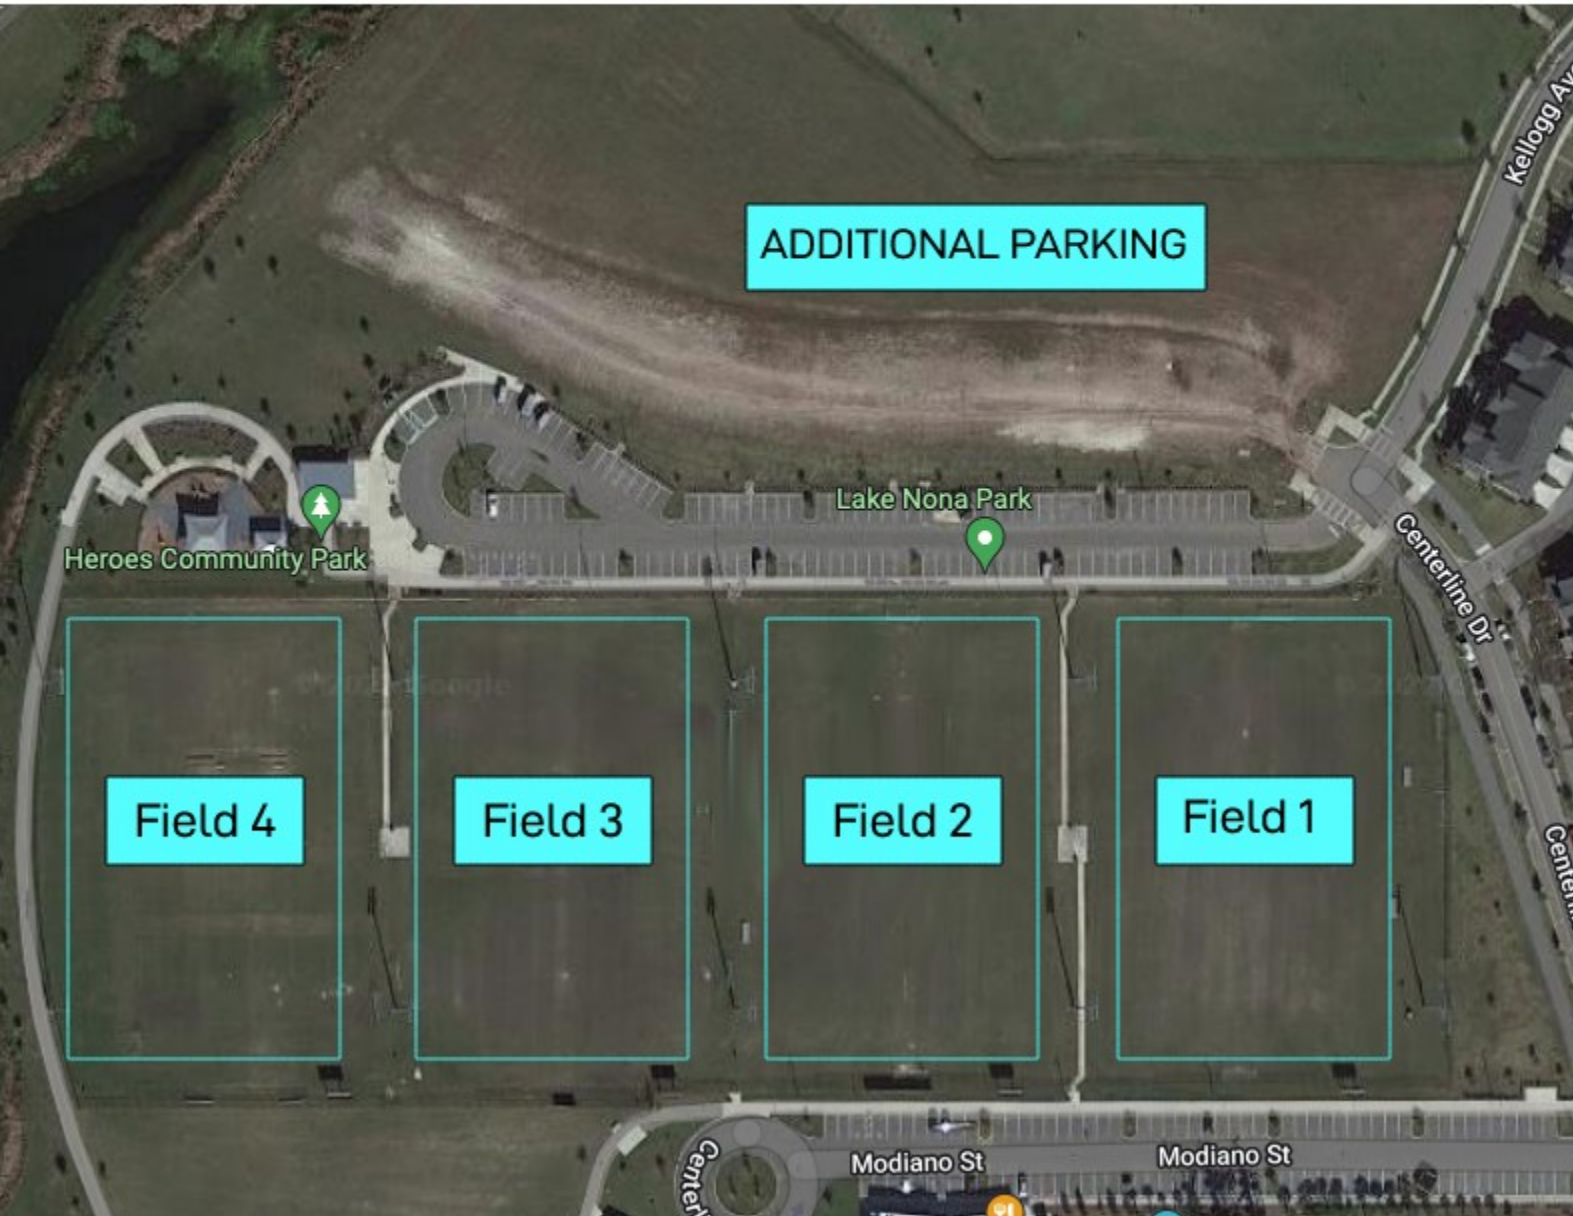 Kellogg Av
ADDITIONAL PARKING
Lake Nona Park
Heroes Community Park
Centerline Dr
Field 4
Field 3
Field 2
Field 1
Centerl
Modiano St
Modiano St